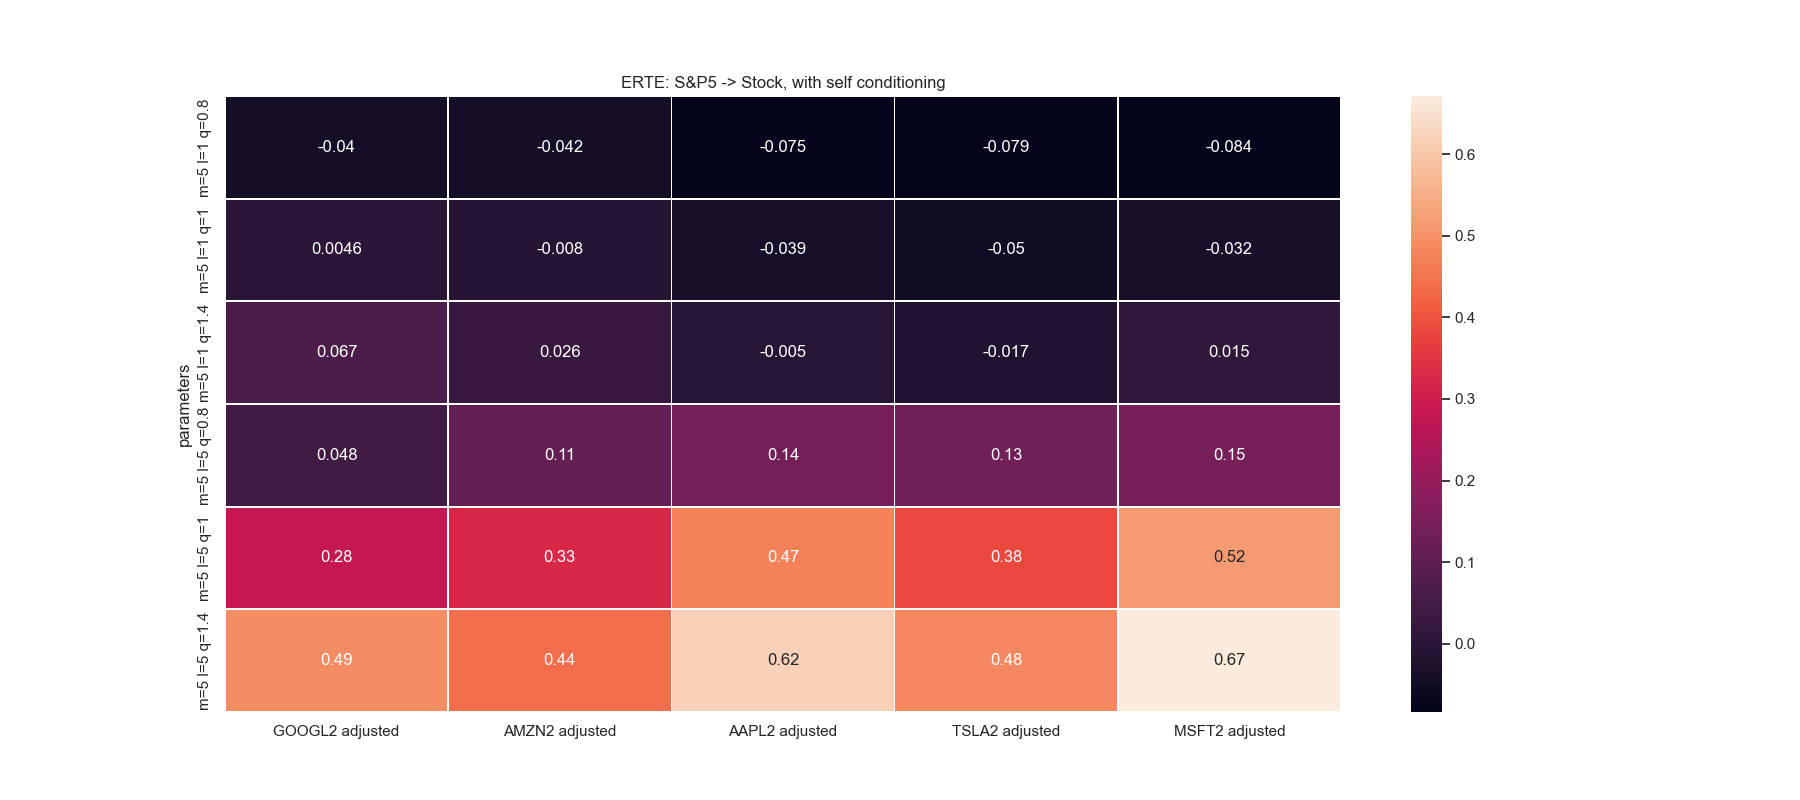 ERTE: S&P5 -> Stock, with self conditioning
parameters
m=5 l=1 q=0.8
-0.04 -0.042 -0.075 -0.079 -0.084
m=5 l=1 q=1
0.0046 -0.008 -0.039 -0.05 -0.032
m=5 l=1 q=1.4
0.067 0.026 -0.005 -0.017 0.015
m=5 l=5 q=0.8
0.048 0.11 0.14 0.13 0.15
m=5 l=5 q=1
0.28 0.33 0.47 0.38 0.52
m=5 l=5 q=1.4
0.49 0.44 0.62 0.48 0.67
GOOGL2 adjusted AMZN2 adjusted AAPL2 adjusted TSLA2 adjusted MSFT2 adjusted
0.6
0.5
0.4
0.3
0.2
0.1
0.0